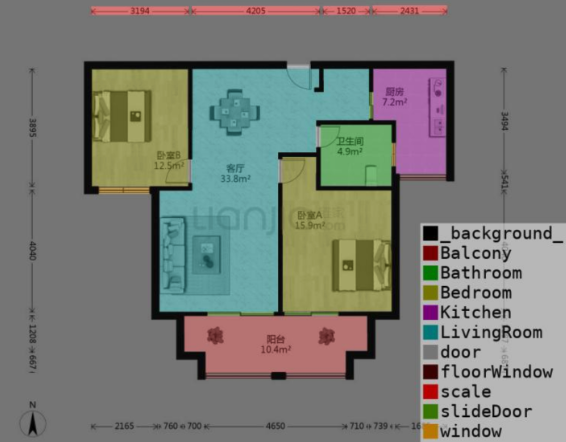 3194 4205 1520 2431
厨房
7.2m²
3895
3494
卫生间
4.9m²
卧室B
12.5m²
客厅
33.8m²
541
卧室A
15.9m²
4040
_background_
Balcony
Bathroom
Bedroom
Kitchen
LivingRoom
door
floorWindow
scale
slideDoor
window
阳台
10.4m²
1208
667
N
2165 760 700 4650 710 739